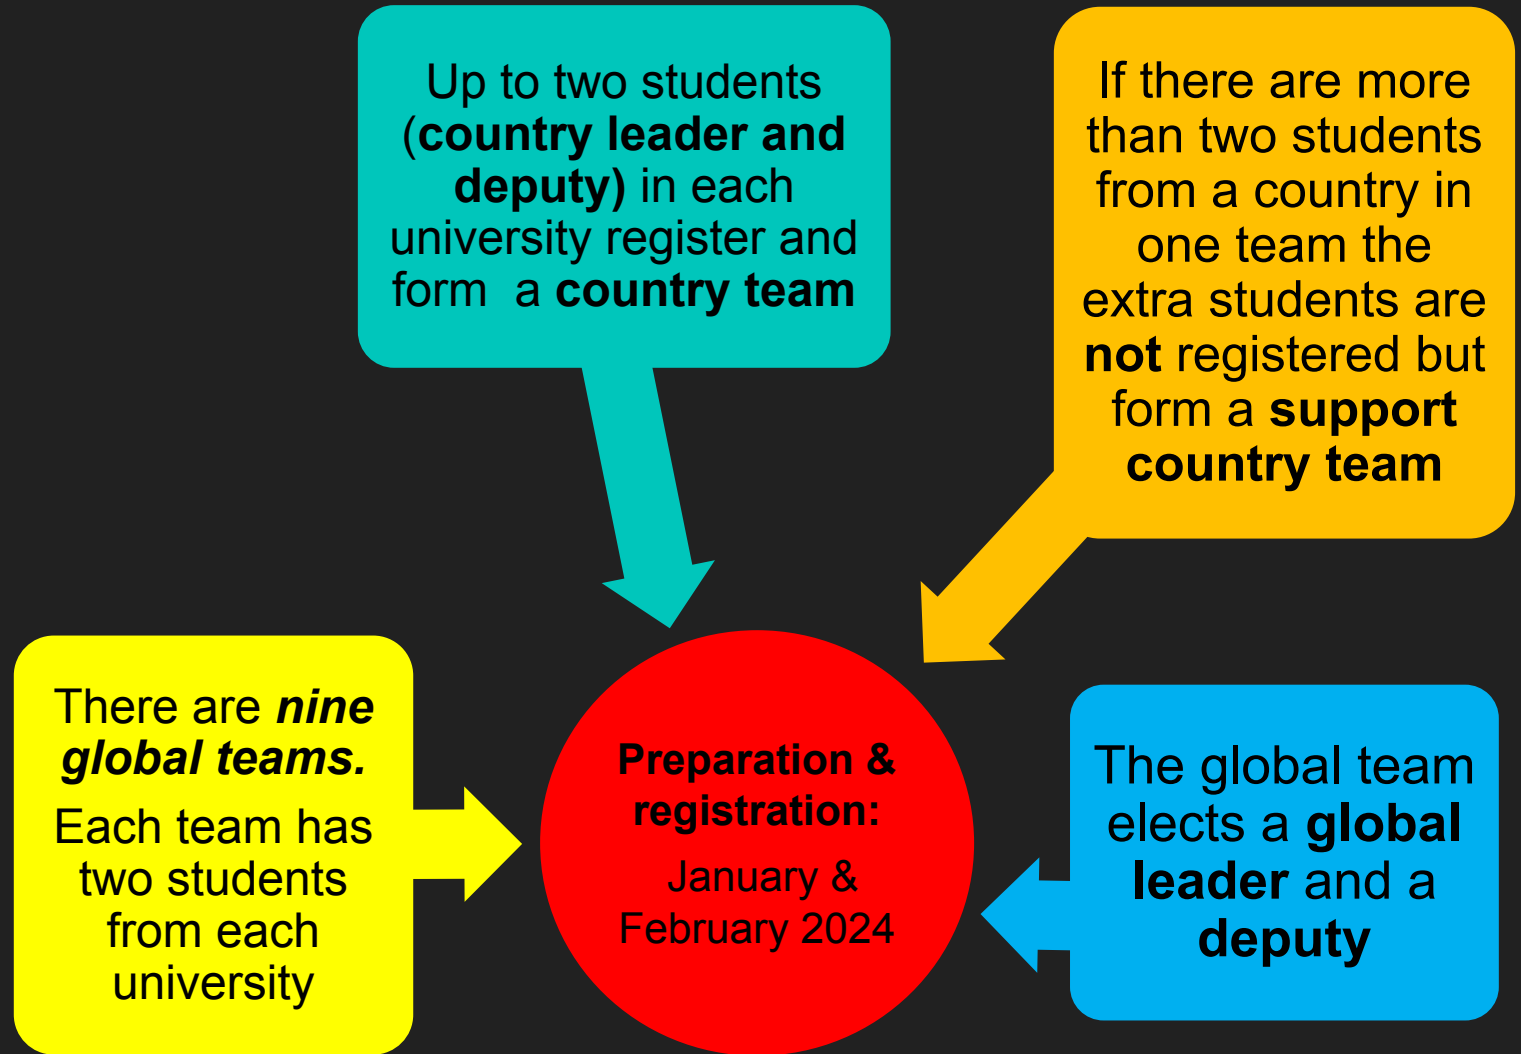 Up to two students
(country leader and
deputy) in each
university register and
form  a country team
If there are more
than two students
from a country in
one team the
extra students are
not registered but
form a support
country team
There are nine
global teams.
Each team has
two students
from each
university
Preparation &
registration:
January &
February 2024
The global team
elects a global
leader and a
deputy